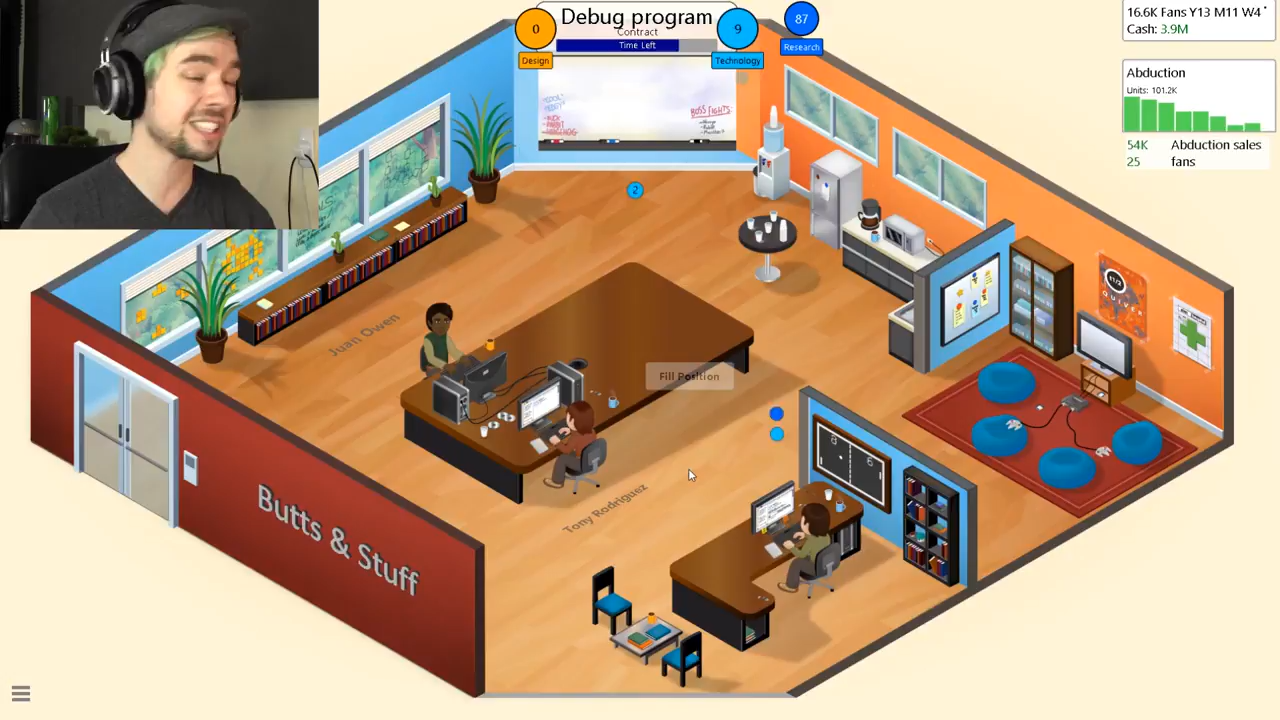 0
Debug program
Contract
Time Left
9
87
Design
Technology
Research
16.6K Fans Y13 M11 W4
Cash: 3.9M
Abduction
Units: 101.2K
54K Abduction sales
25 fans
BOSS FIGHTS:
2
Juan Owen
Fill Position
Tony Rodriguez
Butts & Stuff